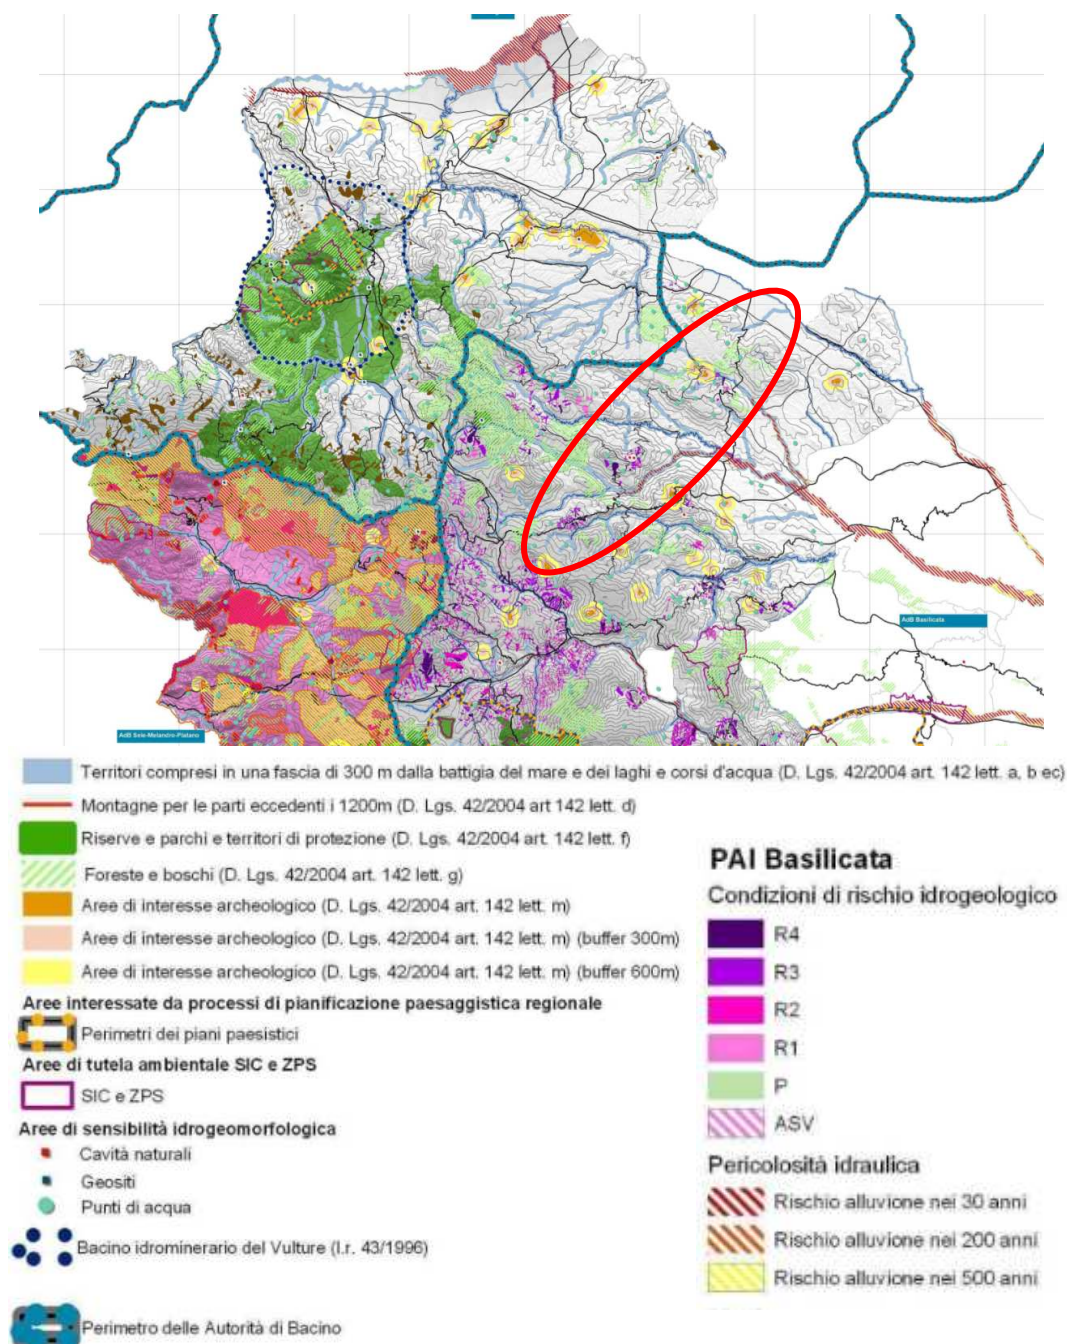 AdB Basilicata
AdB Sele-Melandro-Platano
Territori compresi in una fascia di 300 m dalla battigia del mare e dei laghi e corsi d'acqua (D. Lgs. 42/2004 art. 142 lett. a, b ec)
Montagne per le parti eccedenti i 1200m (D. Lgs. 42/2004 art 142 lett. d)
Riserve e parchi e territori di protezione (D. Lgs. 42/2004 art. 142 lett. f)
Foreste e boschi (D. Lgs. 42/2004 art. 142 lett. g)
Aree di interesse archeologico (D. Lgs. 42/2004 art. 142 lett. m)
Aree di interesse archeologico (D. Lgs. 42/2004 art. 142 lett. m) (buffer 300m)
Aree di interesse archeologico (D. Lgs. 42/2004 art. 142 lett. m) (buffer 600m)
Aree interessate da processi di pianificazione paesaggistica regionale
Perimetri dei piani paesistici
Aree di tutela ambientale SIC e ZPS
SIC e ZPS
Aree di sensibilità idrogeomorfologica
Cavità naturali
Geositi
Punti di acqua
Bacino idrominerario del Vulture (l.r. 43/1996)
Perimetro delle Autorità di Bacino
PAI Basilicata
Condizioni di rischio idrogeologico
R4
R3
R2
R1
P
ASV
Pericolosità idraulica
Rischio alluvione nei 30 anni
Rischio alluvione nei 200 anni
Rischio alluvione nei 500 anni